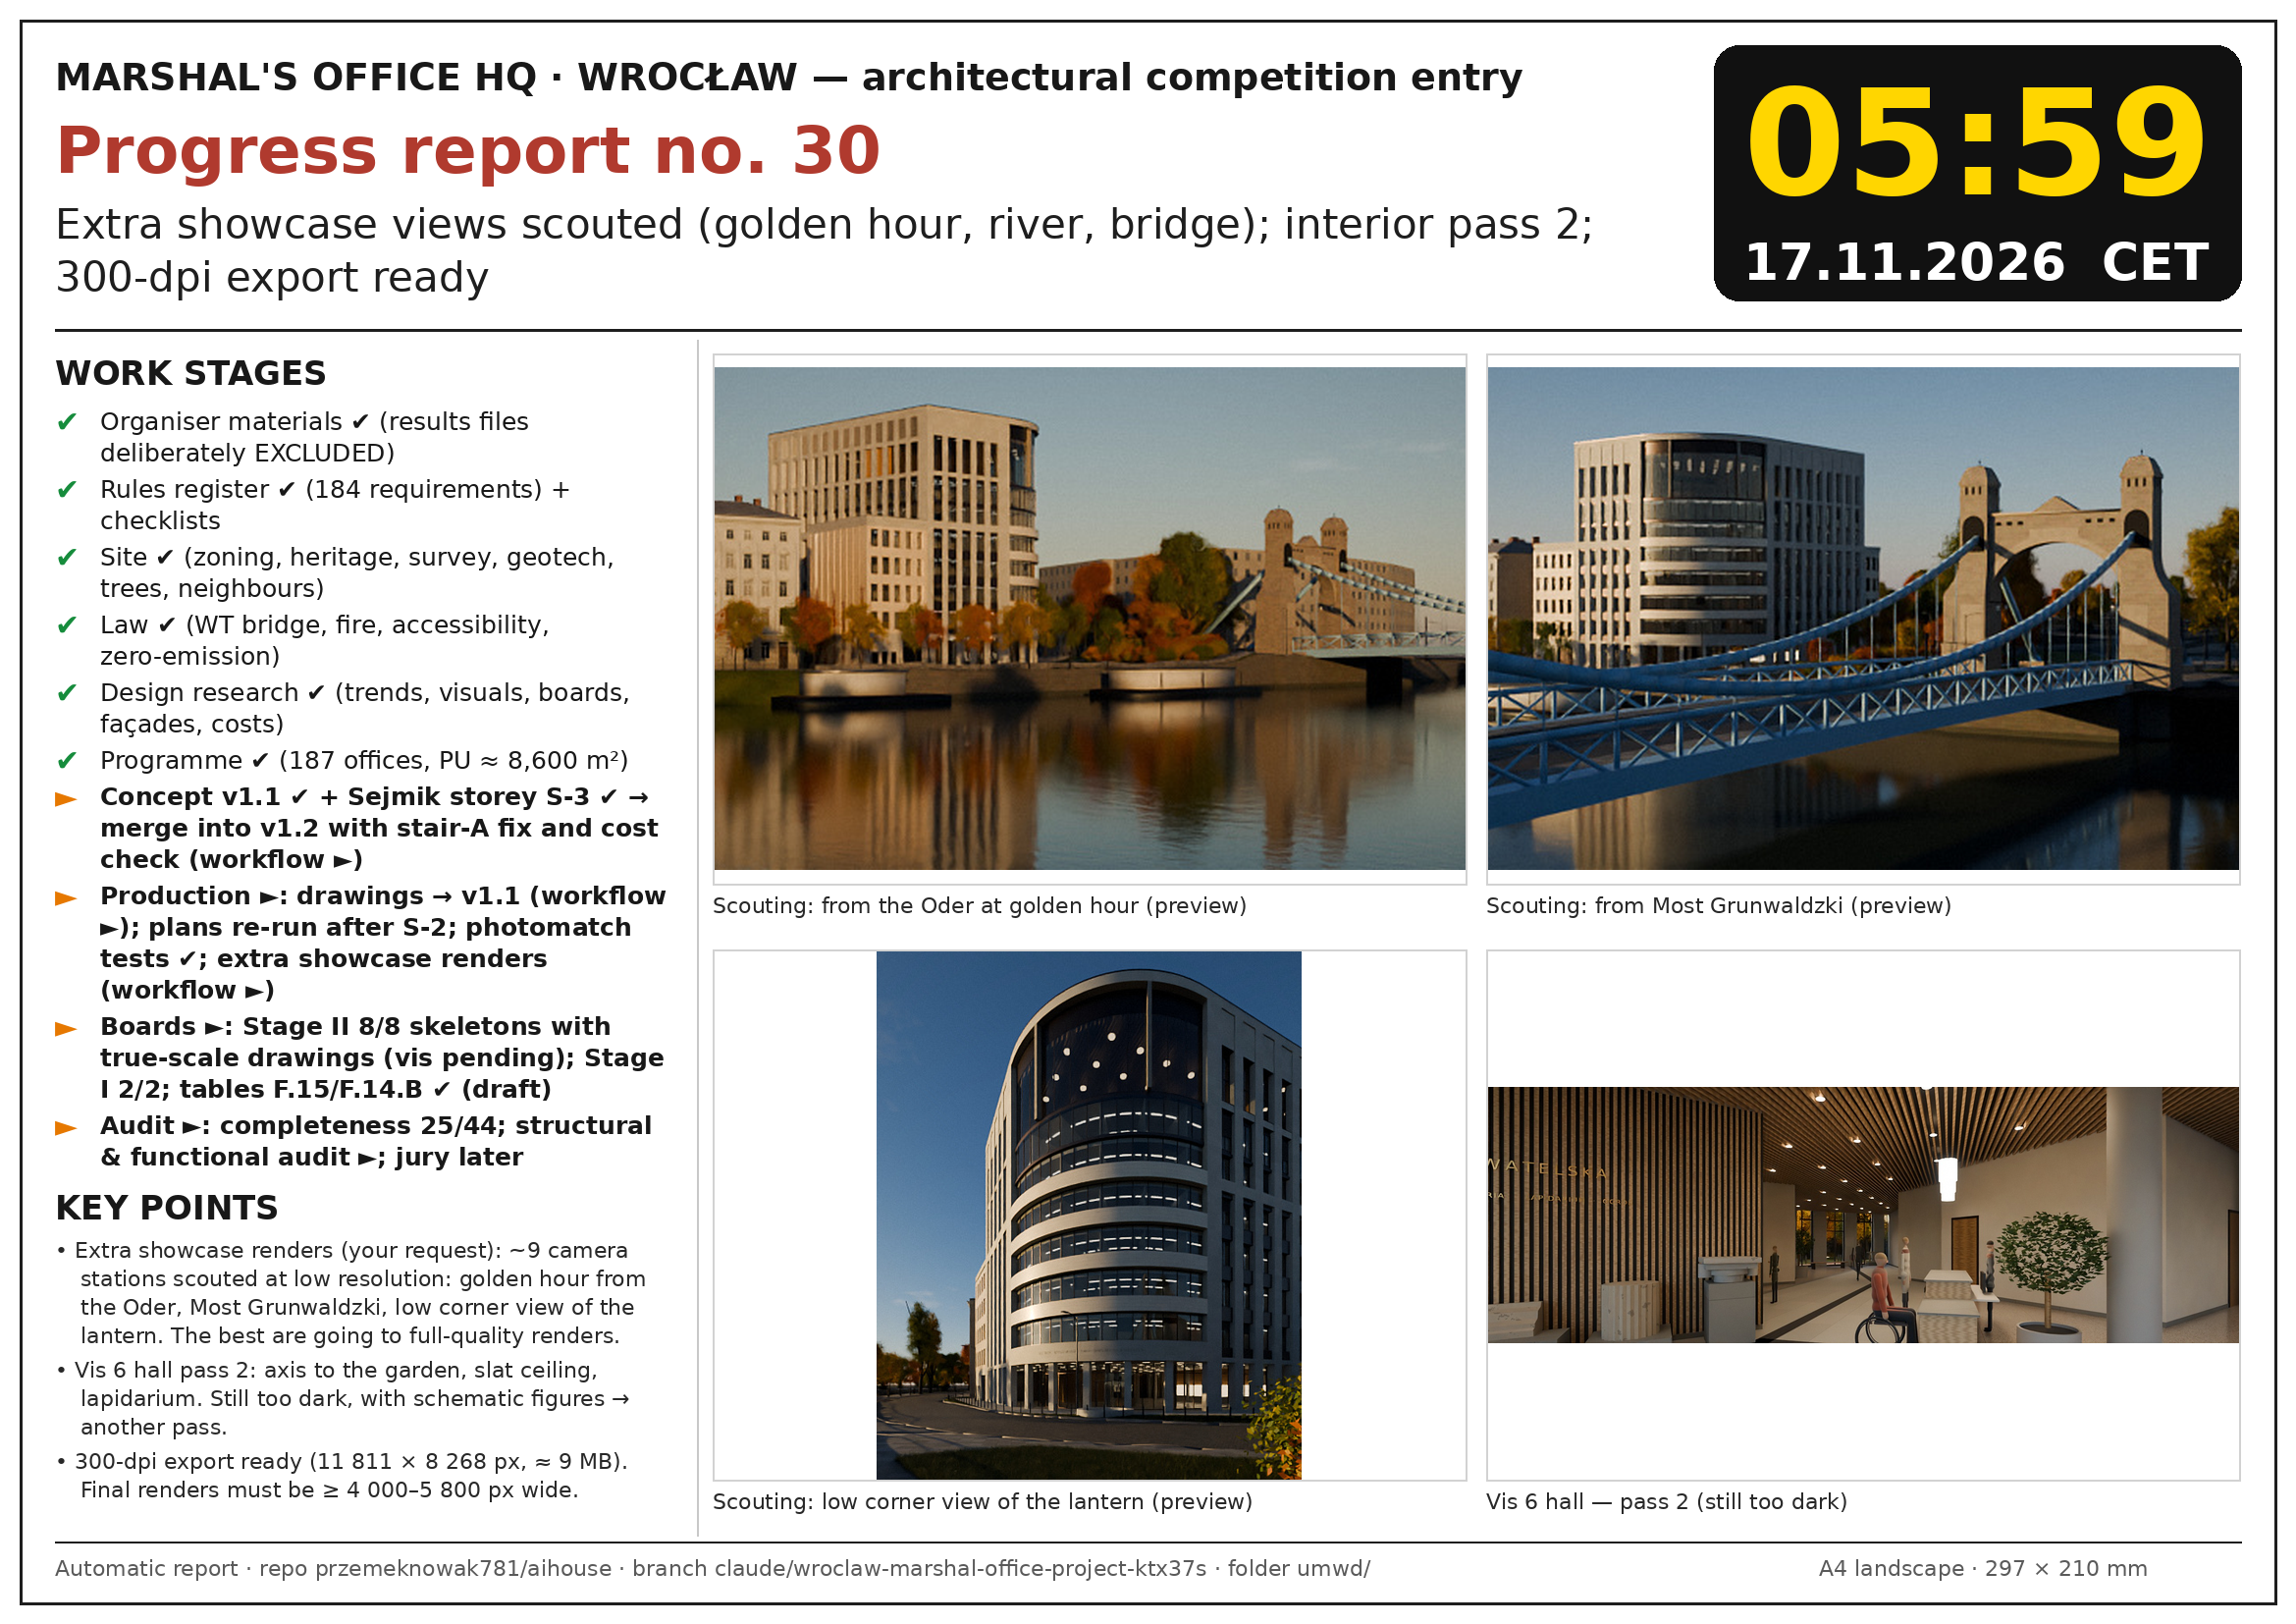 MARSHAL'S OFFICE HQ · WROCŁAW — architectural competition entry
Progress report no. 30
Extra showcase views scouted (golden hour, river, bridge); interior pass 2;
300-dpi export ready
05:59
17.11.2026 CET
WORK STAGES
✔ Organiser materials ✔ (results files
deliberately EXCLUDED)
✔ Rules register ✔ (184 requirements) +
checklists
✔ Site ✔ (zoning, heritage, survey, geotech,
trees, neighbours)
✔ Law ✔ (WT bridge, fire, accessibility,
zero-emission)
✔ Design research ✔ (trends, visuals, boards,
façades, costs)
✔ Programme ✔ (187 offices, PU ≈ 8,600 m²)
► Concept v1.1 ✔ + Sejmik storey S-3 ✔ →
merge into v1.2 with stair-A fix and cost
check (workflow ►)
► Production ►: drawings → v1.1 (workflow
►); plans re-run after S-2; photomatch
tests ✔; extra showcase renders
(workflow ►)
► Boards ►: Stage II 8/8 skeletons with
true-scale drawings (vis pending); Stage
I 2/2; tables F.15/F.14.B ✔ (draft)
► Audit ►: completeness 25/44; structural
& functional audit ►; jury later
KEY POINTS
• Extra showcase renders (your request): ~9 camera
stations scouted at low resolution: golden hour from
the Oder, Most Grunwaldzki, low corner view of the
lantern. The best are going to full-quality renders.
• Vis 6 hall pass 2: axis to the garden, slat ceiling,
lapidarium. Still too dark, with schematic figures →
another pass.
• 300-dpi export ready (11 811 × 8 268 px, ≈ 9 MB).
Final renders must be ≥ 4 000–5 800 px wide.
Scouting: from the Oder at golden hour (preview)
Scouting: from Most Grunwaldzki (preview)
Scouting: low corner view of the lantern (preview)
WATELSKA
Vis 6 hall — pass 2 (still too dark)
Automatic report · repo przemeknowak781/aihouse · branch claude/wroclaw-marshal-office-project-ktx37s · folder umwd/
A4 landscape · 297 × 210 mm